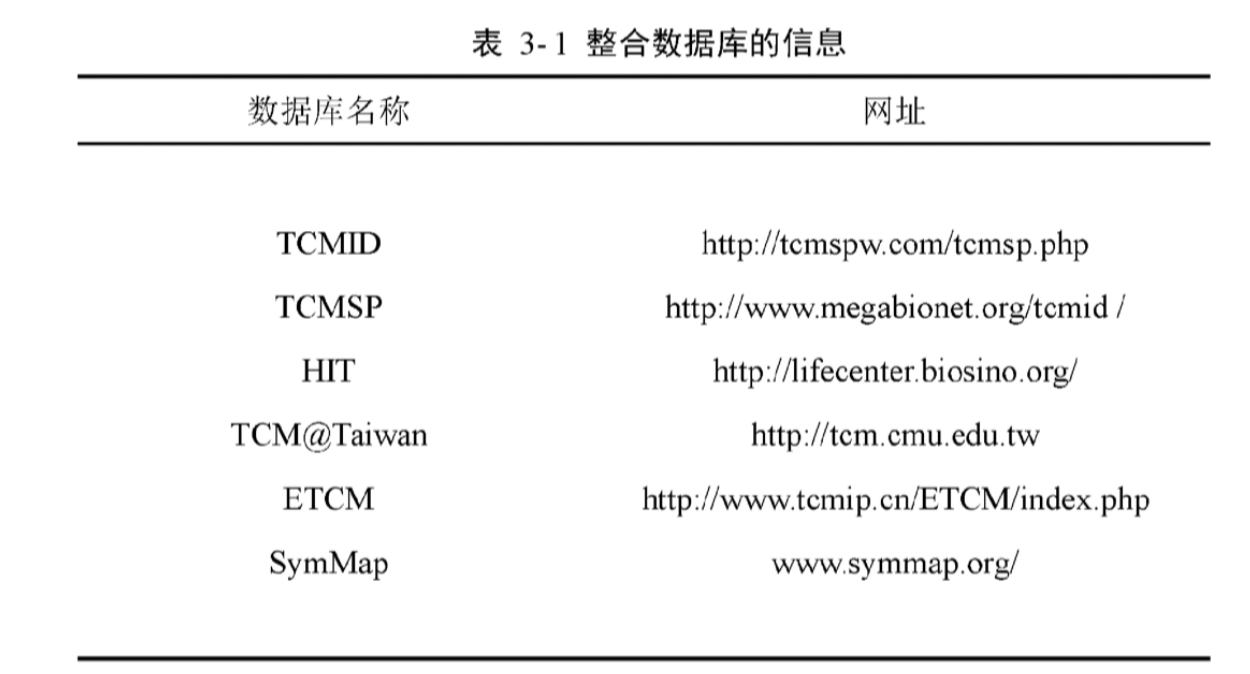 表 3-1 整合数据库的信息
数据库名称 网址
TCMID http://tcmspw.com/tcmsp.php
TCMSP http://www.megabionet.org/tcmid /
HIT http://lifecenter.biosino.org/
TCM@Taiwan http://tcm.cmu.edu.tw
ETCM http://www.tcmip.cn/ETCM/index.php
SymMap www.symmap.org/